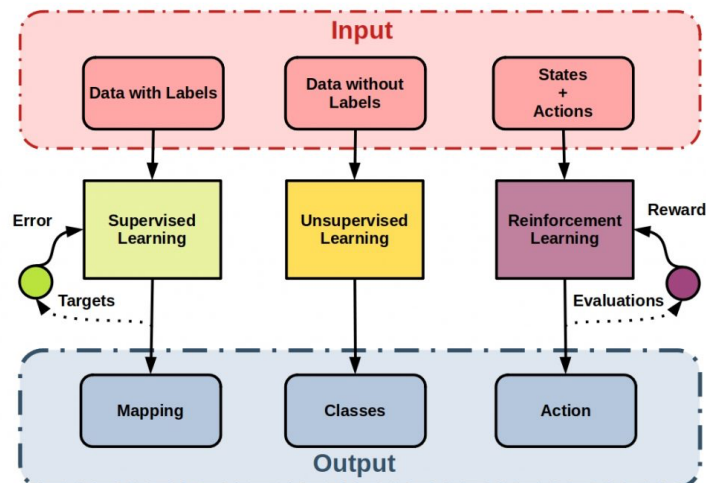 Input
Data with Labels
Data without
Labels
States
+
Actions
Error
Supervised
Learning
Unsupervised
Learning
Reinforcement
Learning
Reward
Targets
Evaluations
Mapping
Classes
Action
Output